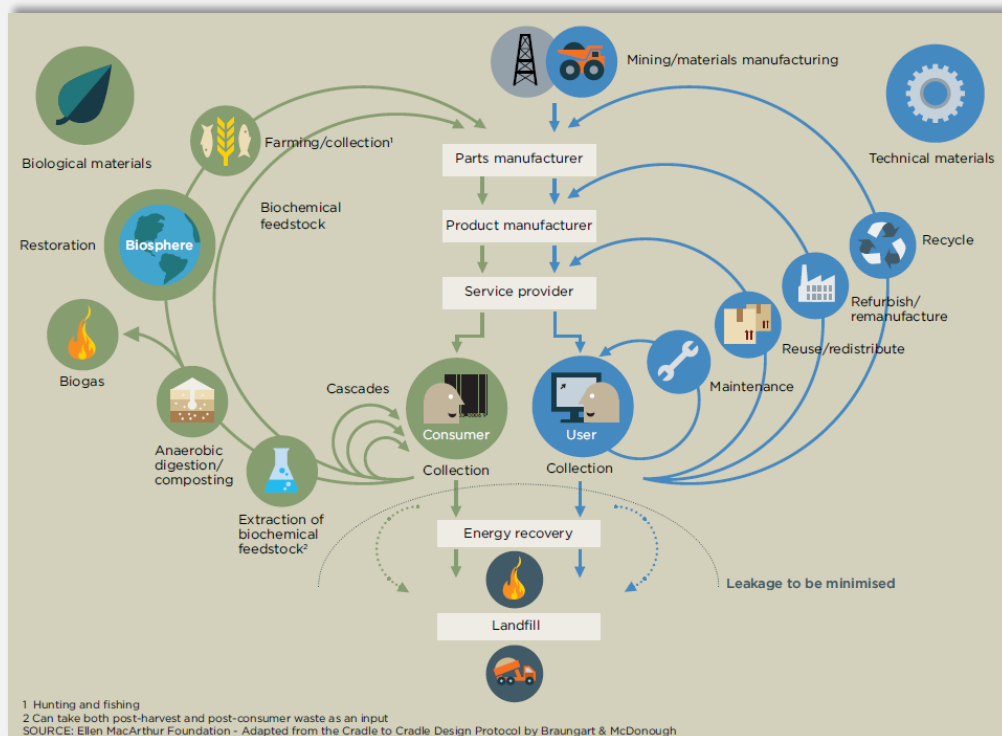 Mining/materials manufacturing
Biological materials
Farming/collection¹
Technical materials
Parts manufacturer
Biochemical
feedstock
Product manufacturer
Restoration
Biosphere
Recycle
Service provider
Refurbish/
remanufacture
Reuse/redistribute
Biogas
Cascades
Maintenance
Consumer
User
Collection
Collection
Anaerobic
digestion/
composting
Extraction of
biochemical
feedstock²
Energy recovery
Leakage to be minimised
Landfill
1 Hunting and fishing
2 Can take both post-harvest and post-consumer waste as an input
SOURCE: Ellen MacArthur Foundation - Adapted from the Cradle to Cradle Design Protocol by Braungart & McDonough